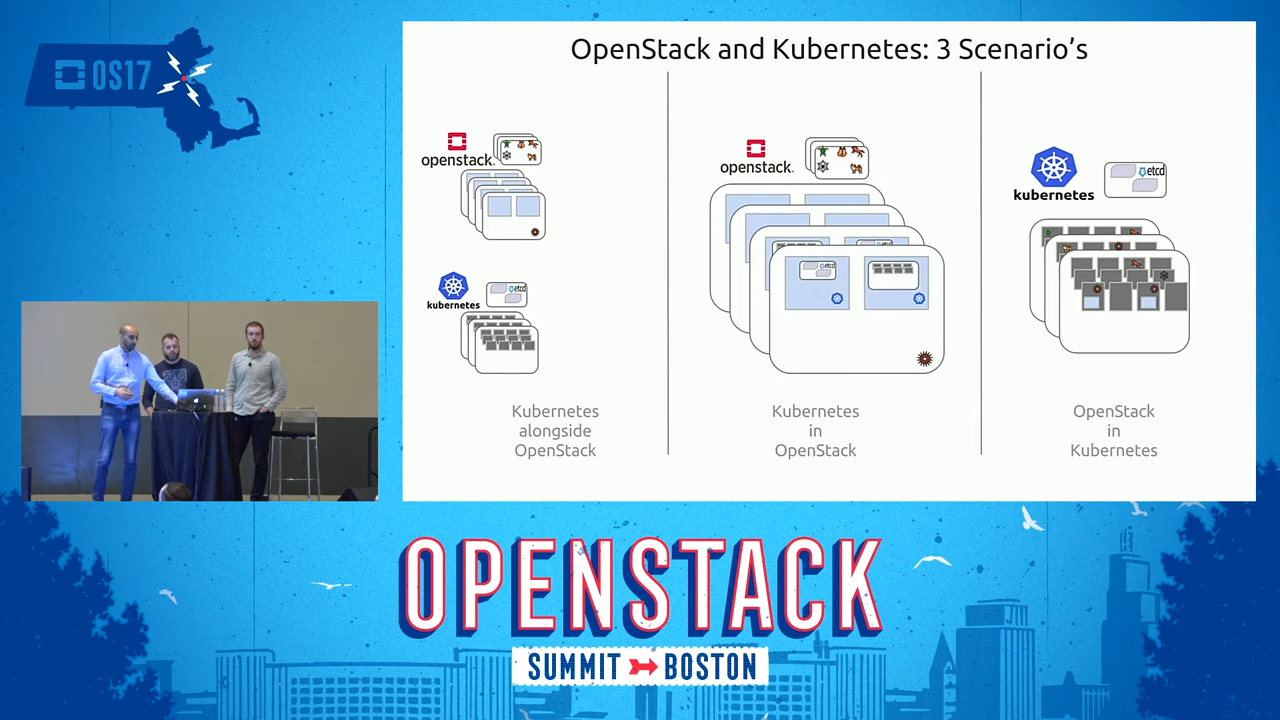 OS17
OpenStack and Kubernetes: 3 Scenario's
openstack.
kubernetes
etcd
Kubernetes
alongside
OpenStack
openstack.
etcd
Kubernetes
in
OpenStack
kubernetes
etcd
OpenStack
in
Kubernetes
OPENSTACK
SUMMIT BOSTON